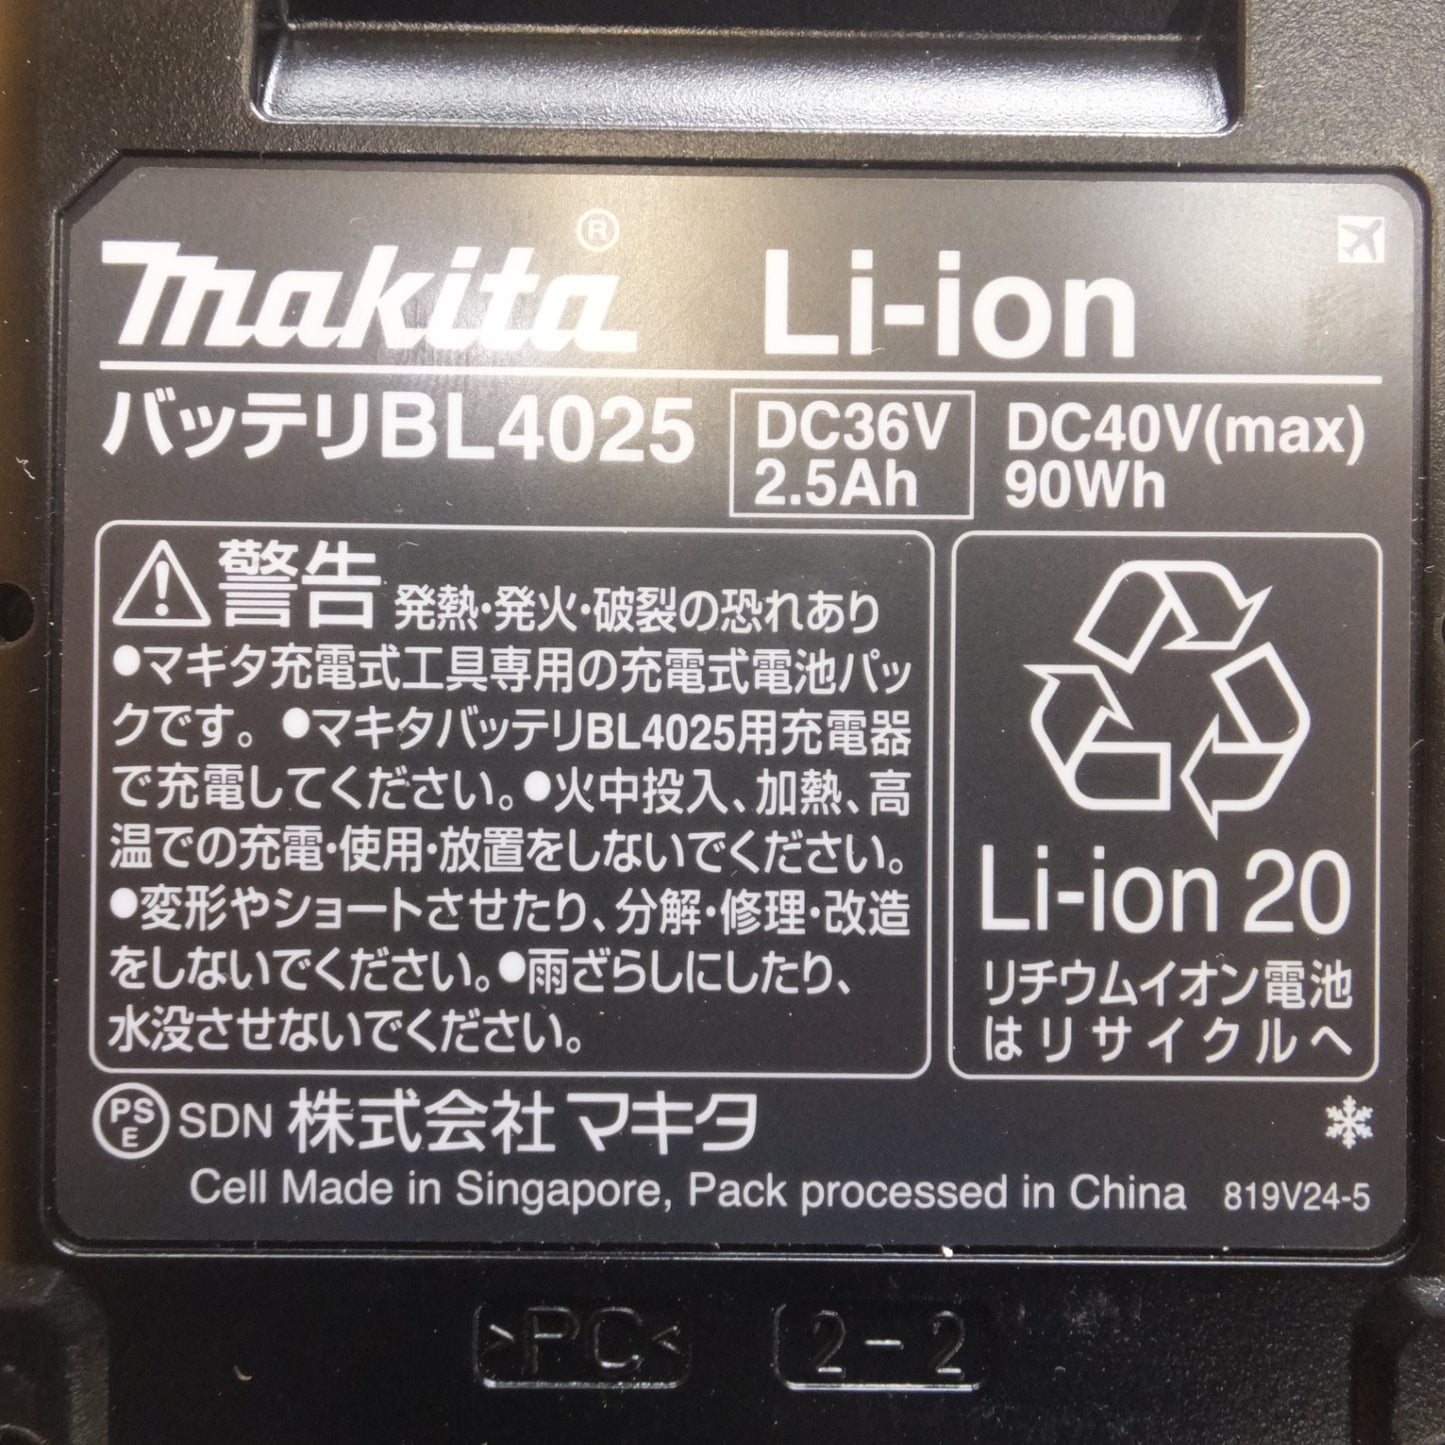 makita® Li-ion
バッテリBL4025 DC36V 2.5Ah DC40V(max) 90Wh
警告 発熱・発火・破裂の恐れあり
●マキタ充電式工具専用の充電式電池パッ
クです。●マキタバッテリBL4025用充電器
で充電してください。●火中投入、加熱、高
温での充電・使用・放置をしないでください。
●変形やショートさせたり、分解・修理・改造
をしないでください。●雨ざらしにしたり、
水没させないでください。
Li-ion 20
リチウムイオン電池
はリサイクルへ
PSE SDN 株式会社マキタ
Cell Made in Singapore, Pack processed in China 819V24-5
>PC< 2-2